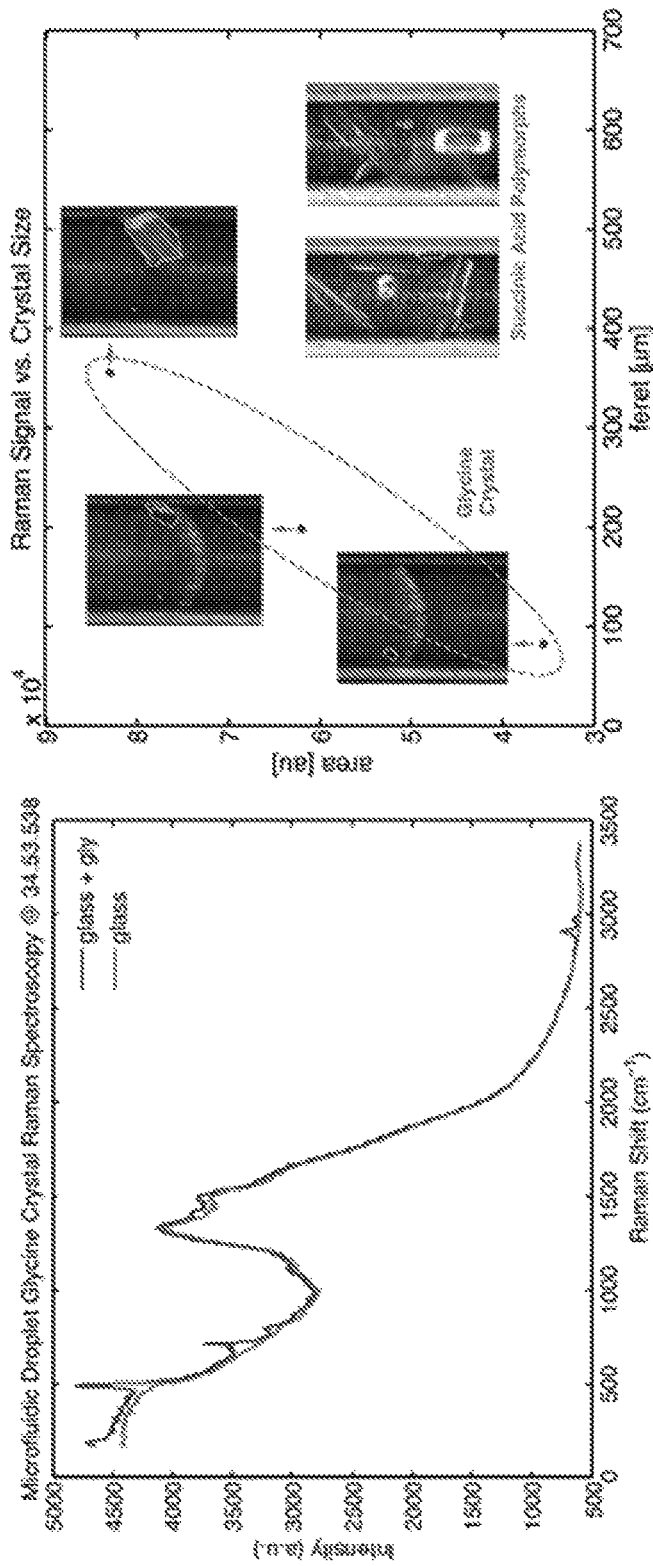 Microfluidic Droplet Glycine Crystal Raman Spectroscopy @ 34.53.538
glass + gly
glass
5000
4500
4000
3500
3000
2500
2000
1500
1000
500
0
500
1000
1500
2000
2500
3000
3500
Intensity (a.u.)
Raman Shift (cm⁻¹)
Raman Signal vs. Crystal Size
x 10⁴
9
8
7
6
5
4
3
0
100
200
300
400
500
600
700
area [au]
feret [µm]
Glycine
Crystal
Succinic Acid Polymorphs